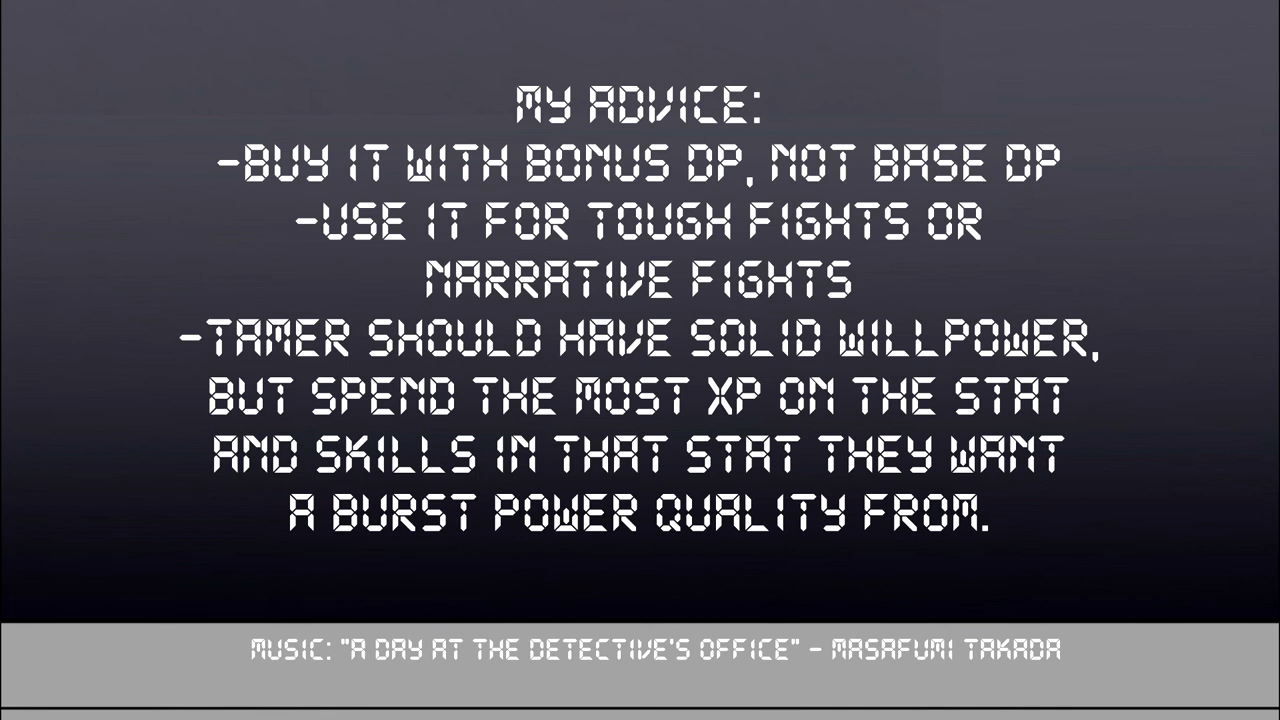 MY ADVICE:
-BUY IT WITH BONUS DP, NOT BASE DP
-USE IT FOR TOUGH FIGHTS OR
NARRATIVE FIGHTS
-TAMER SHOULD HAVE SOLID WILLPOWER,
BUT SPEND THE MOST XP ON THE STAT
AND SKILLS IN THAT STAT THEY WANT
A BURST POWER QUALITY FROM.
MUSIC: "A DAY AT THE DETECTIVE'S OFFICE" - MASAFUMI TAKADA